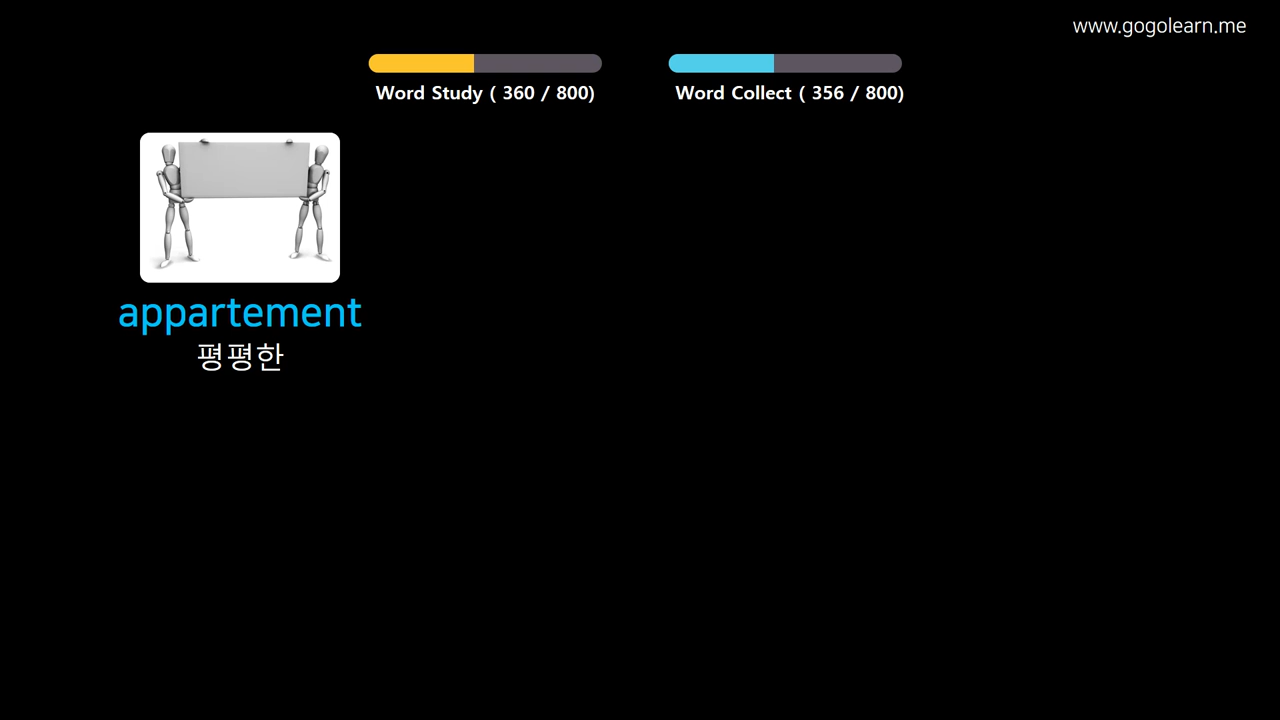 www.gogolearn.me
Word Study ( 360 / 800)
Word Collect ( 356 / 800)
appartement
평평한